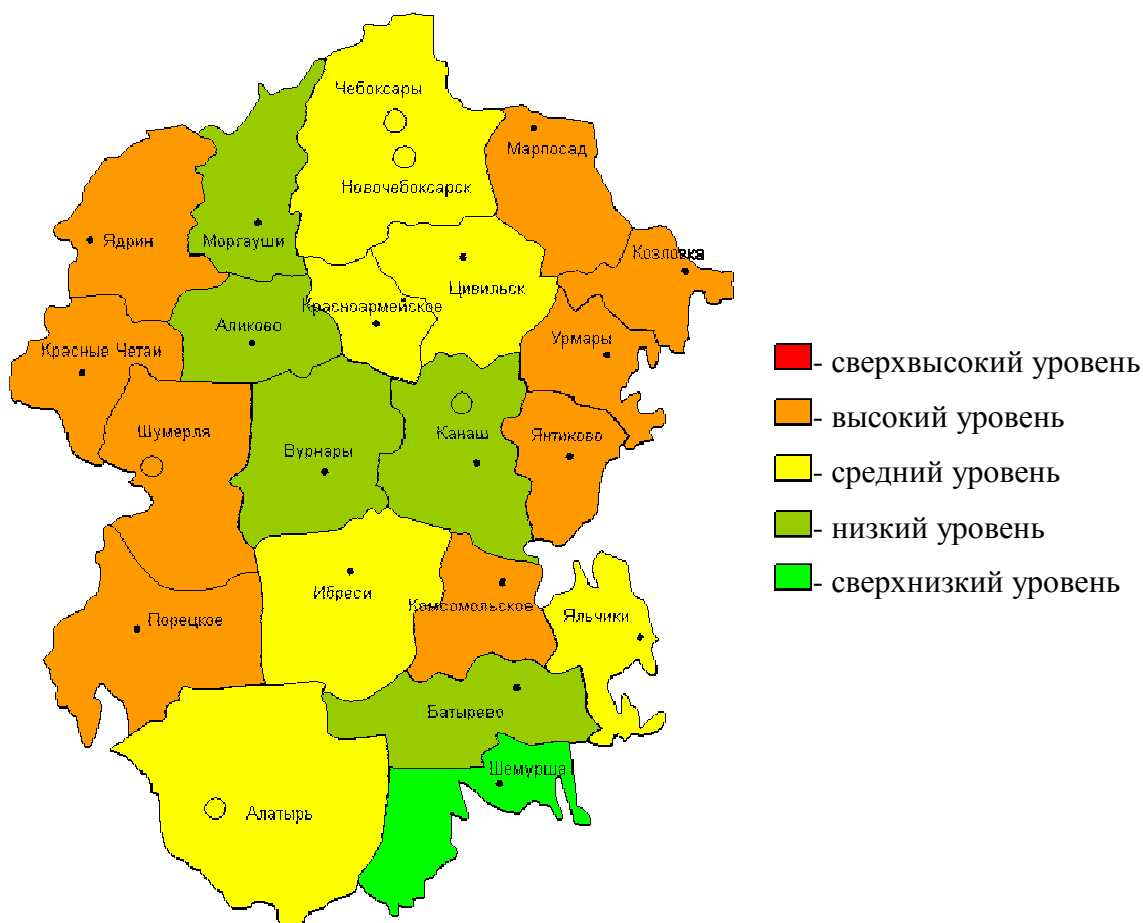 Чебоксары
Новочебоксарск
Марпосад
Ядрин
Моргауши
Козловка
Цивильск
Красноармейское
Аликово
Урмары
Красные Четаи
Шумерля
Вурнары
Канаш
Янтиково
Ибреси
Комсомольское
Порецкое
Яльчики
Батырево
Шемурша
Алатырь
- сверхвысокий уровень
- высокий уровень
- средний уровень
- низкий уровень
- сверхнизкий уровень